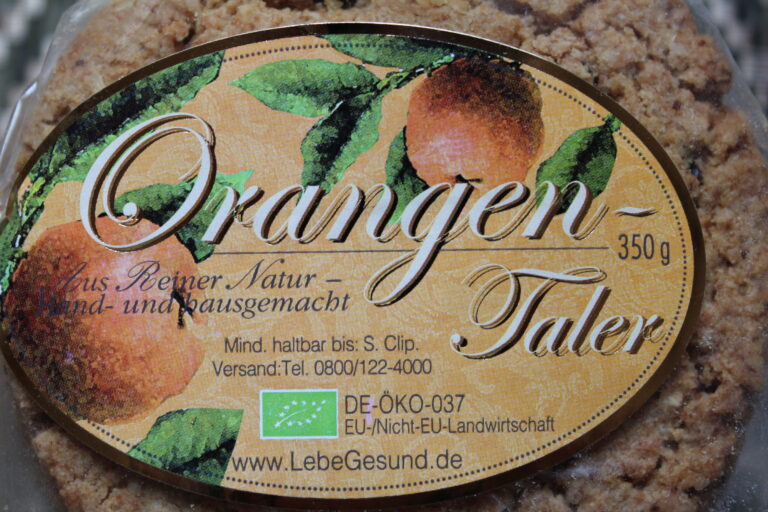 Orangen-
350 g
Taler
Aus Reiner Natur –
Hand- und hausgemacht
Mind. haltbar bis: S. Clip.
Versand:Tel. 0800/122-4000
DE-ÖKO-037
EU-/Nicht-EU-Landwirtschaft
www.LebeGesund.de